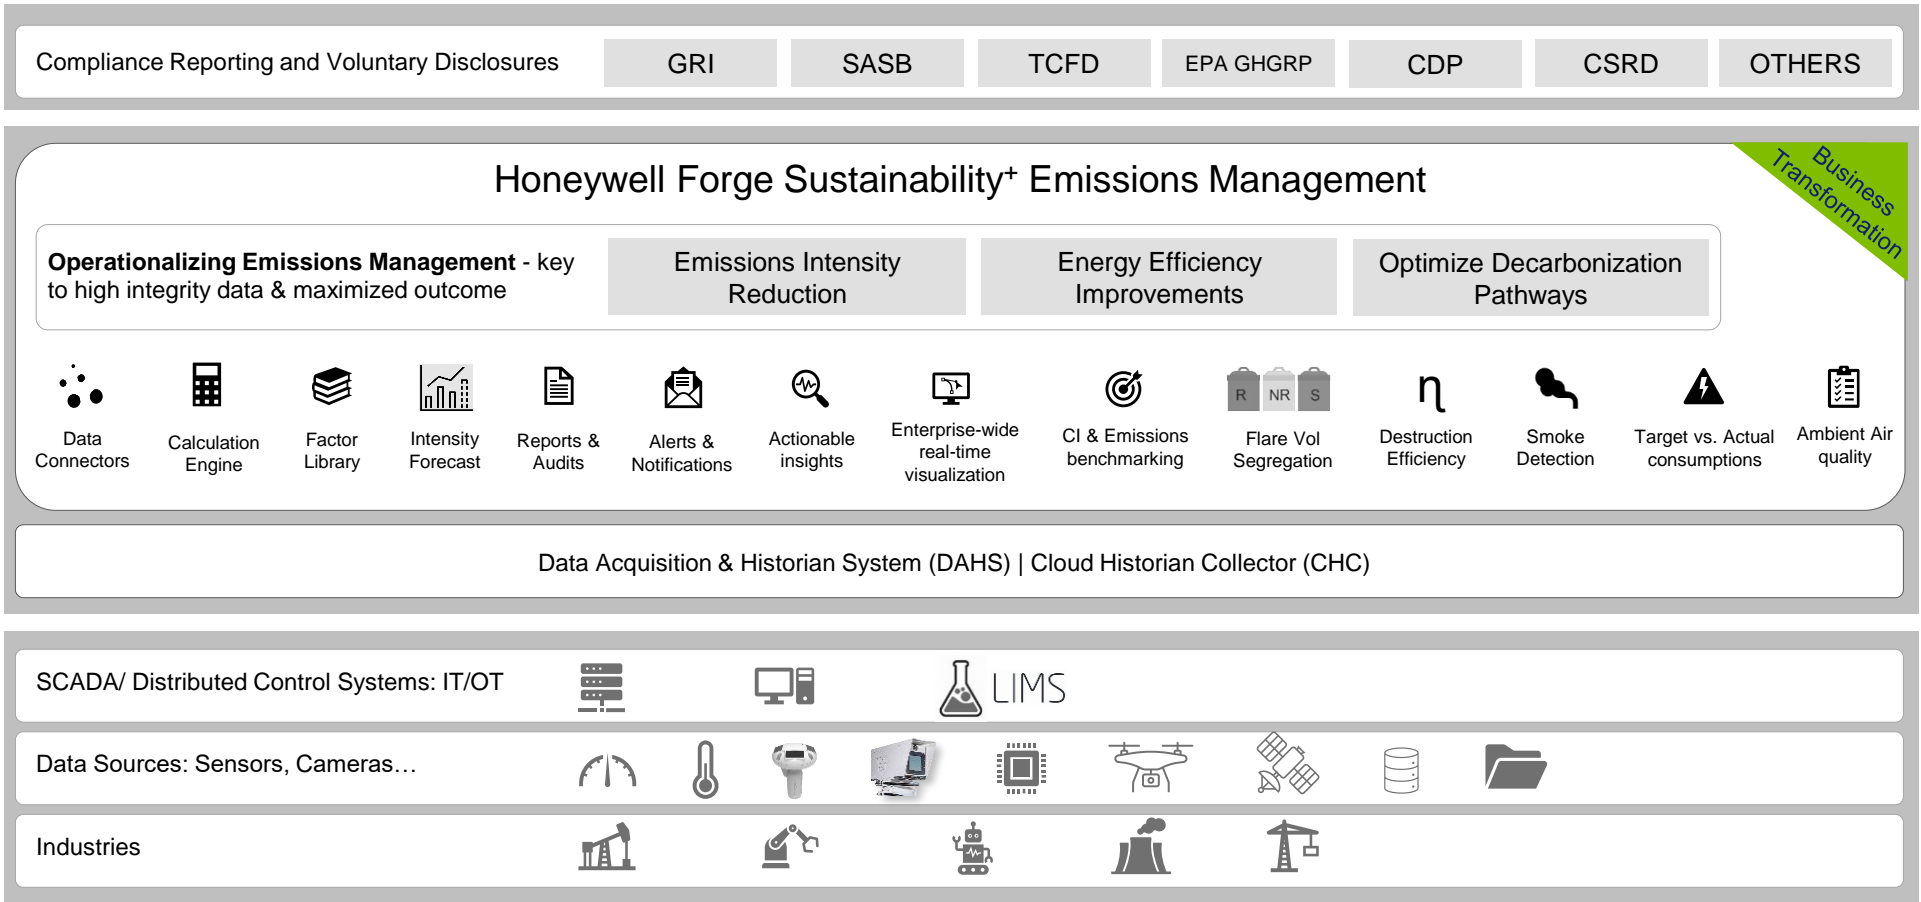 Compliance Reporting and Voluntary Disclosures
GRI
SASB
TCFD
EPA GHGRP
CDP
CSRD
OTHERS
Honeywell Forge Sustainability+ Emissions Management
Business
Transformation
Operationalizing Emissions Management - key
to high integrity data & maximized outcome
Emissions Intensity
Reduction
Energy Efficiency
Improvements
Optimize Decarbonization
Pathways
Data
Connectors
Calculation
Engine
Factor
Library
Intensity
Forecast
Reports &
Audits
Alerts &
Notifications
Actionable
insights
Enterprise-wide
real-time
visualization
CI & Emissions
benchmarking
R
NR
S
Flare Vol
Segregation
η
Destruction
Efficiency
Smoke
Detection
Target vs. Actual
consumptions
Ambient Air
quality
Data Acquisition & Historian System (DAHS) | Cloud Historian Collector (CHC)
SCADA/ Distributed Control Systems: IT/OT
LIMS
Data Sources: Sensors, Cameras…
Industries